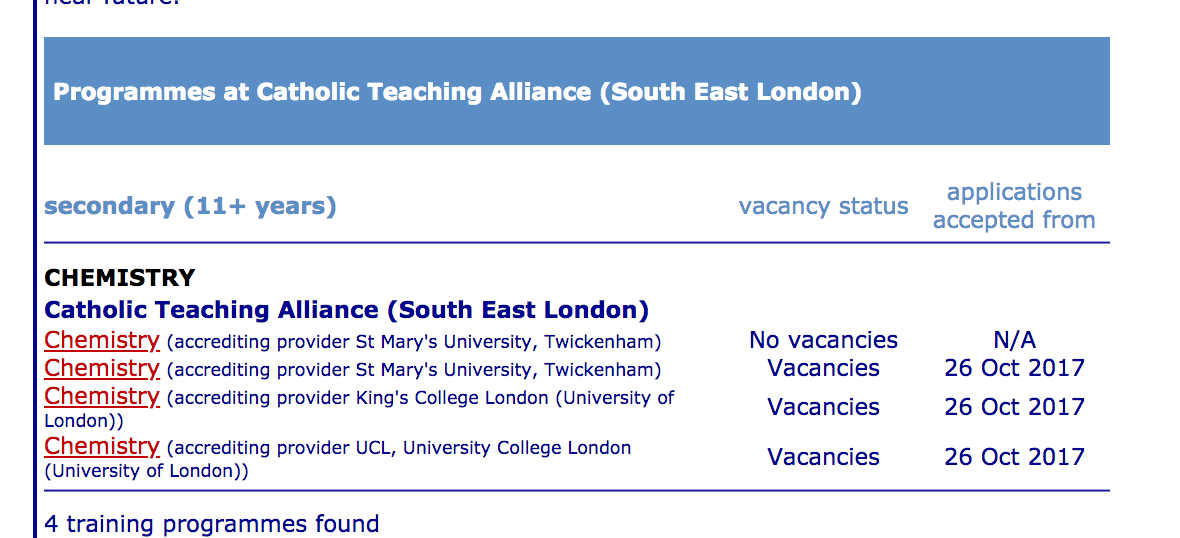 near future.
Programmes at Catholic Teaching Alliance (South East London)
secondary (11+ years) vacancy status applications accepted from
CHEMISTRY
Catholic Teaching Alliance (South East London)
Chemistry (accrediting provider St Mary's University, Twickenham) No vacancies N/A
Chemistry (accrediting provider St Mary's University, Twickenham) Vacancies 26 Oct 2017
Chemistry (accrediting provider King's College London (University of
London)) Vacancies 26 Oct 2017
Chemistry (accrediting provider UCL, University College London
(University of London)) Vacancies 26 Oct 2017
4 training programmes found